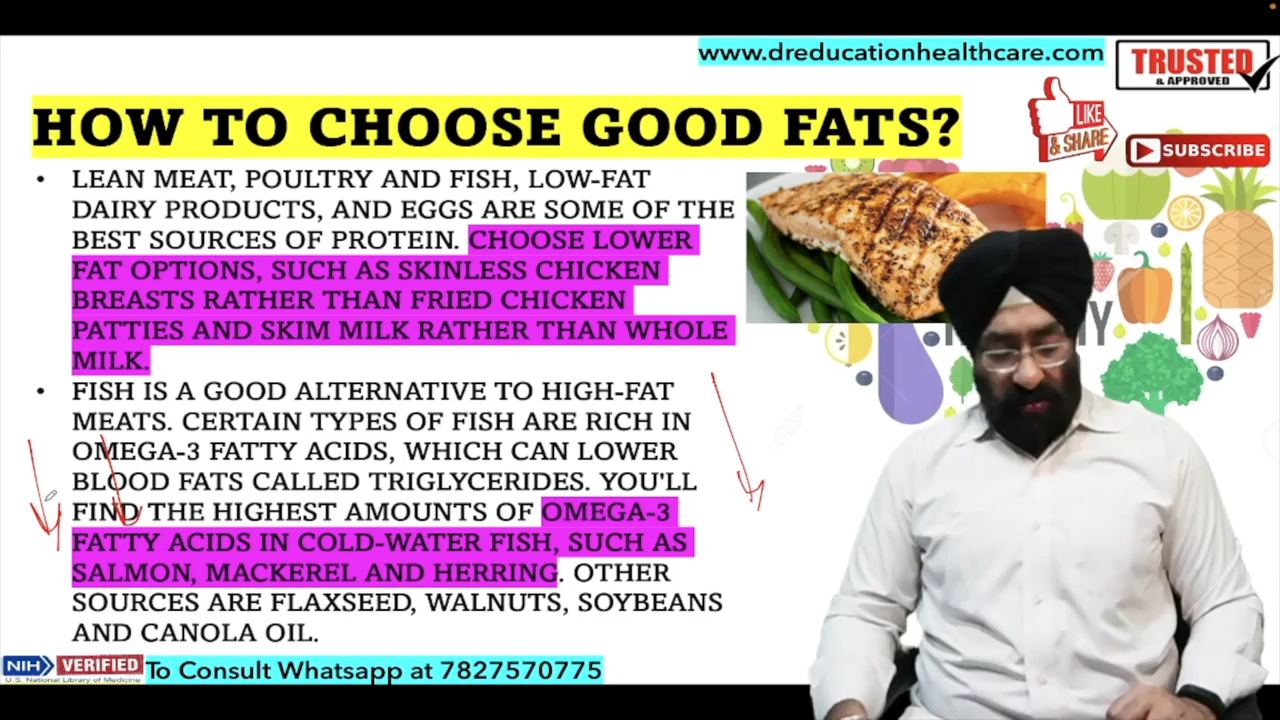 www.dreducationhealthcare.com
TRUSTED
& APPROVED
HOW TO CHOOSE GOOD FATS?
LIKE
& SHARE
SUBSCRIBE
• LEAN MEAT, POULTRY AND FISH, LOW-FAT
DAIRY PRODUCTS, AND EGGS ARE SOME OF THE
BEST SOURCES OF PROTEIN. CHOOSE LOWER
FAT OPTIONS, SUCH AS SKINLESS CHICKEN
BREASTS RATHER THAN FRIED CHICKEN
PATTIES AND SKIM MILK RATHER THAN WHOLE
MILK.
• FISH IS A GOOD ALTERNATIVE TO HIGH-FAT
MEATS. CERTAIN TYPES OF FISH ARE RICH IN
OMEGA-3 FATTY ACIDS, WHICH CAN LOWER
BLOOD FATS CALLED TRIGLYCERIDES. YOU'LL
FIND THE HIGHEST AMOUNTS OF OMEGA-3
FATTY ACIDS IN COLD-WATER FISH, SUCH AS
SALMON, MACKEREL AND HERRING. OTHER
SOURCES ARE FLAXSEED, WALNUTS, SOYBEANS
AND CANOLA OIL.
NIH VERIFIED
U.S. National Library of Medicine
To Consult Whatsapp at 7827570775